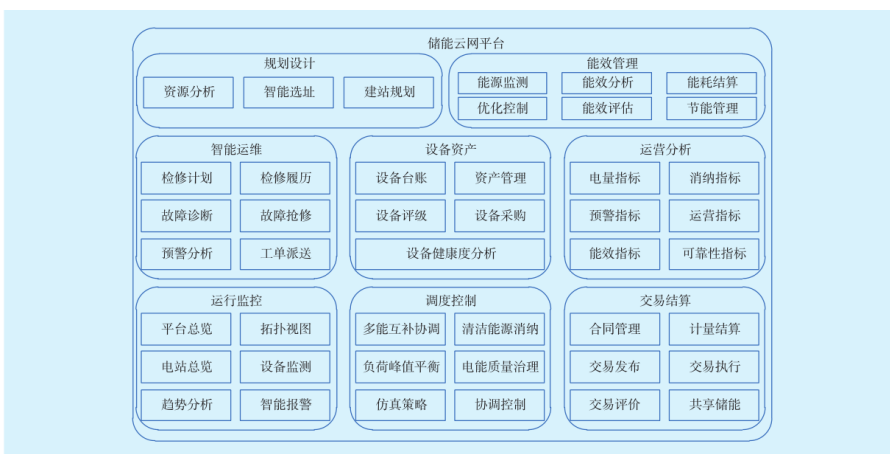 储能云网平台
规划设计
资源分析 智能选址 建站规划
能效管理
能源监测 能效分析 能耗结算
优化控制 能效评估 节能管理
智能运维
检修计划 检修履历
故障诊断 故障抢修
预警分析 工单派送
设备资产
设备台账 资产管理
设备评级 设备采购
设备健康度分析
运营分析
电量指标 消纳指标
预警指标 运营指标
能效指标 可靠性指标
运行监控
平台总览 拓扑视图
电站总览 设备监测
趋势分析 智能报警
调度控制
多能互补协调 清洁能源消纳
负荷峰值平衡 电能质量治理
仿真策略 协调控制
交易结算
合同管理 计量结算
交易发布 交易执行
交易评价 共享储能